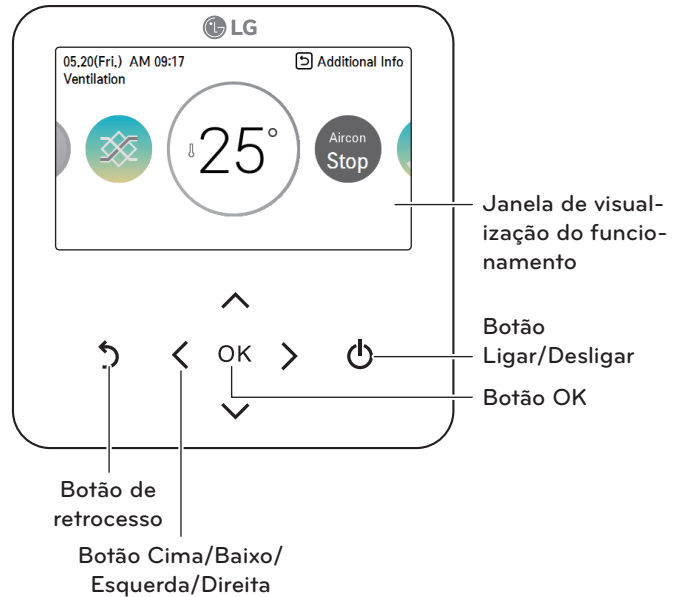 LG
05.20(Fri.) AM 09:17
Additional Info
Ventilation
25°
Aircon
Stop
Janela de visual-
ização do funcio-
namento
OK
Botão
Ligar/Desligar
Botão OK
Botão de
retrocesso
Botão Cima/Baixo/
Esquerda/Direita